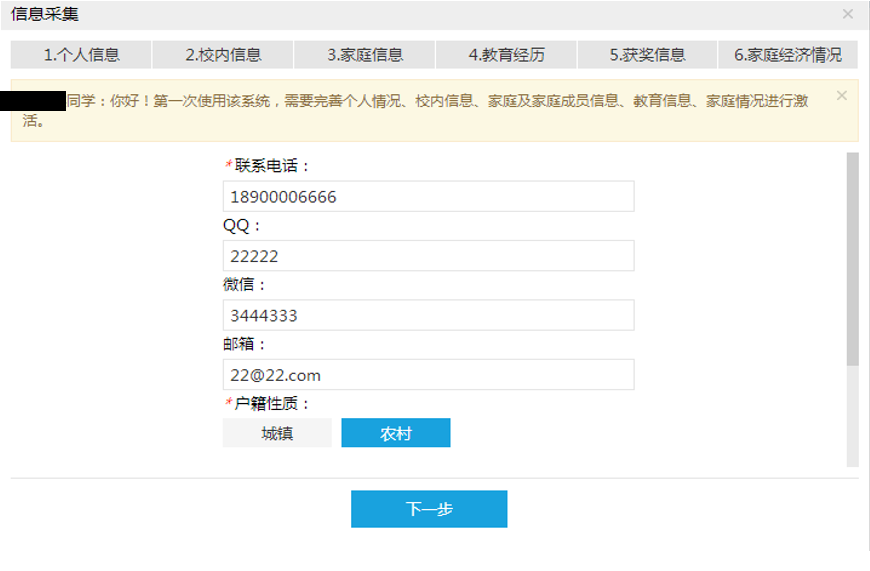 信息采集 ×
1.个人信息 2.校内信息 3.家庭信息 4.教育经历 5.获奖信息 6.家庭经济情况
同学：你好！第一次使用该系统，需要完善个人情况、校内信息、家庭及家庭成员信息、教育信息、家庭情况进行激 ×
活。
*联系电话：
18900006666
QQ：
22222
微信：
3444333
邮箱：
22@22.com
*户籍性质：
城镇 农村
下一步